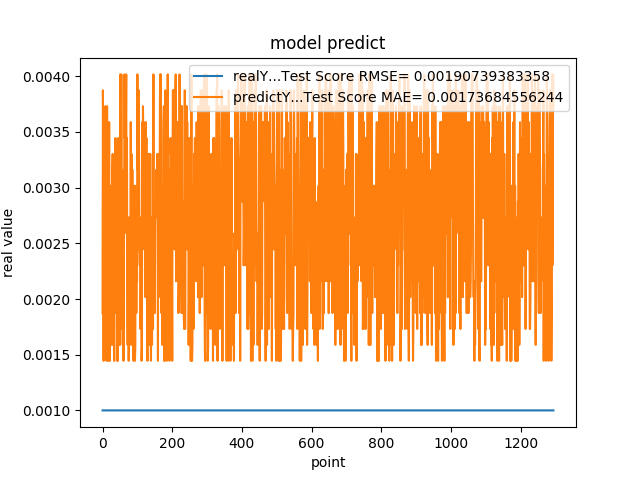 model predict
realY...Test Score RMSE= 0.00190739383358
predictY...Test Score MAE= 0.00173684556244
0.0040
0.0035
0.0030
0.0025
0.0020
0.0015
0.0010
real value
0 200 400 600 800 1000 1200
point